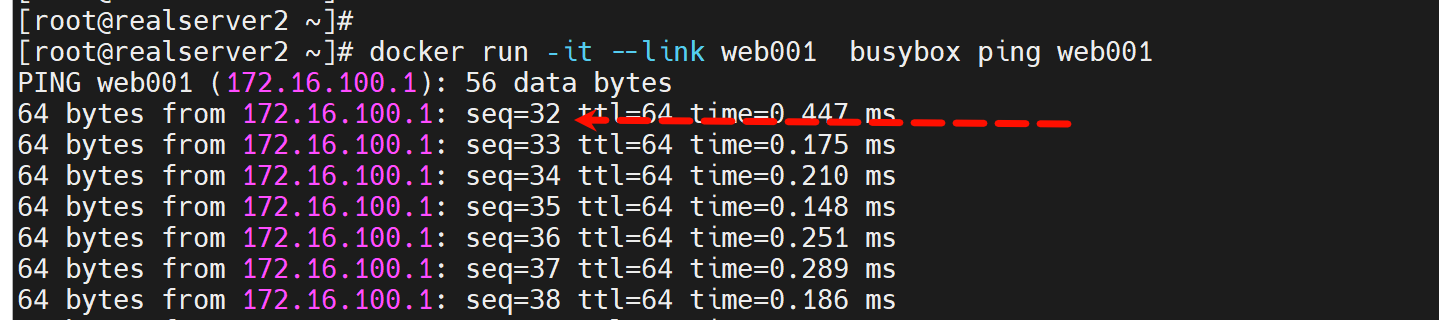 [root@realserver2 ~]#
[root@realserver2 ~]# docker run -it --link web001  busybox ping web001
PING web001 (172.16.100.1): 56 data bytes
64 bytes from 172.16.100.1: seq=32 ttl=64 time=0.447 ms
64 bytes from 172.16.100.1: seq=33 ttl=64 time=0.175 ms
64 bytes from 172.16.100.1: seq=34 ttl=64 time=0.210 ms
64 bytes from 172.16.100.1: seq=35 ttl=64 time=0.148 ms
64 bytes from 172.16.100.1: seq=36 ttl=64 time=0.251 ms
64 bytes from 172.16.100.1: seq=37 ttl=64 time=0.289 ms
64 bytes from 172.16.100.1: seq=38 ttl=64 time=0.186 ms